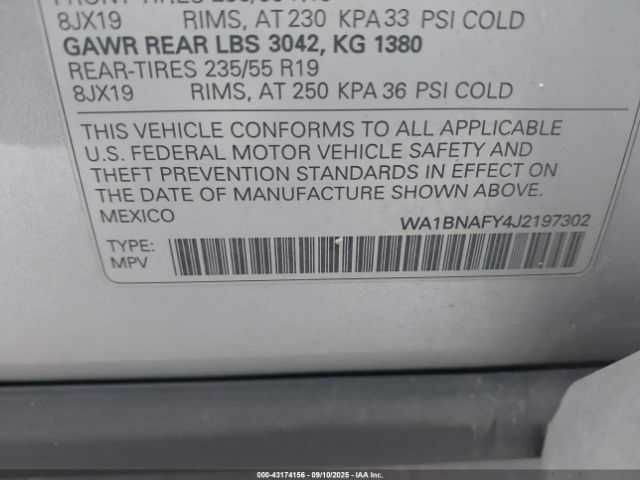 8JX19 RIMS, AT 230 KPA 33 PSI COLD
GAWR REAR LBS 3042, KG 1380
REAR-TIRES 235/55 R19
8JX19 RIMS, AT 250 KPA 36 PSI COLD
THIS VEHICLE CONFORMS TO ALL APPLICABLE
U.S. FEDERAL MOTOR VEHICLE SAFETY AND
THEFT PREVENTION STANDARDS IN EFFECT ON
THE DATE OF MANUFACTURE SHOWN ABOVE.
MEXICO WA1BNAFY4J2197302
TYPE:
MPV
000-43174156 - 09/10/2025 - IAA Inc.